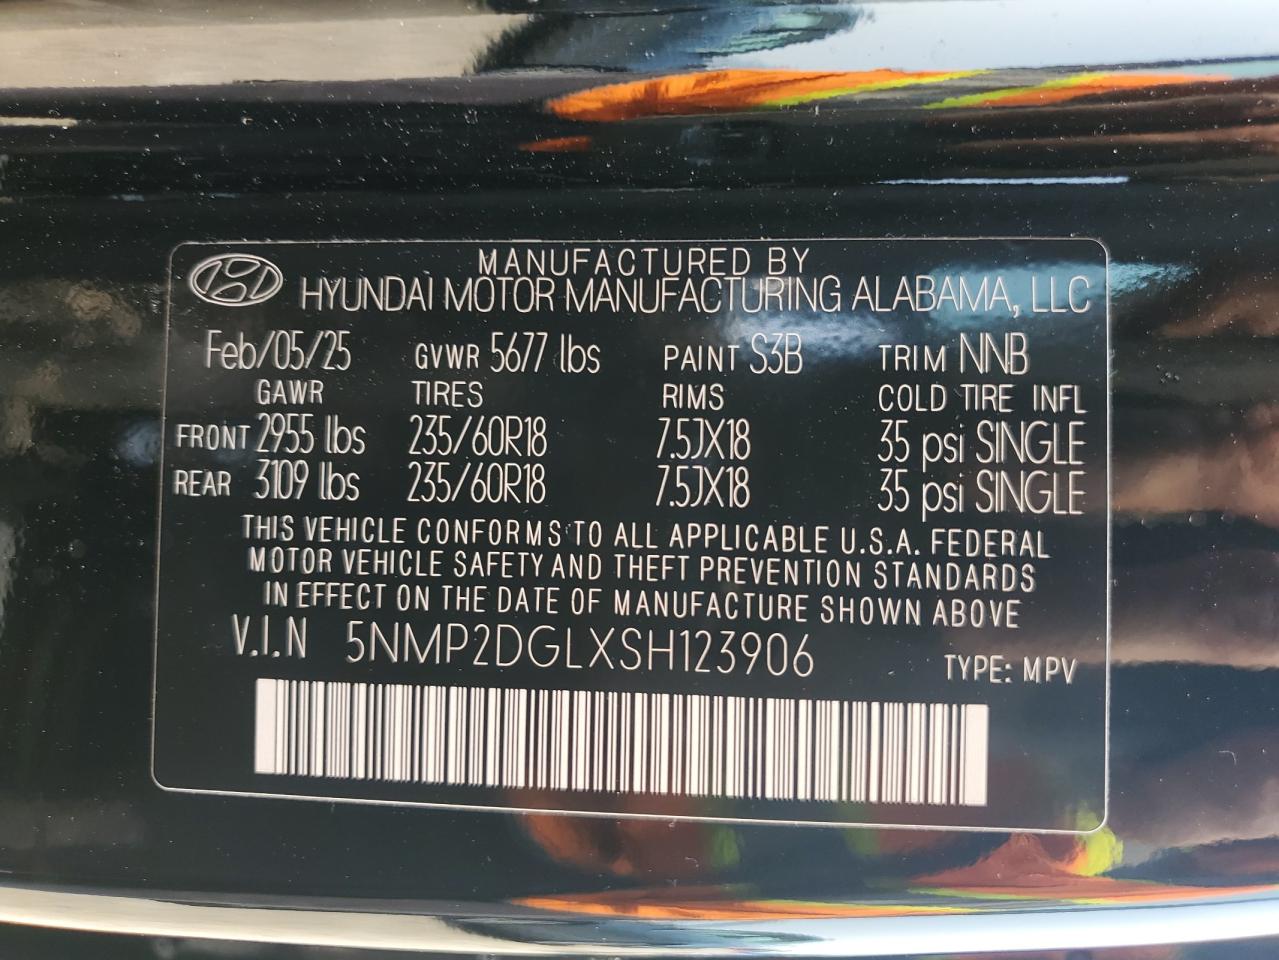 MANUFACTURED BY
HYUNDAI MOTOR MANUFACTURING ALABAMA, LLC
Feb/05/25 GVWR 5677 lbs PAINT S3B TRIM NNB
GAWR TIRES RIMS COLD TIRE INFL
FRONT 2955 lbs 235/60R18 7.5JX18 35 psi SINGLE
REAR 3109 lbs 235/60R18 7.5JX18 35 psi SINGLE
THIS VEHICLE CONFORMS TO ALL APPLICABLE U.S.A. FEDERAL
MOTOR VEHICLE SAFETY AND THEFT PREVENTION STANDARDS
IN EFFECT ON THE DATE OF MANUFACTURE SHOWN ABOVE
V.I.N 5NMP2DGLXSH123906 TYPE: MPV